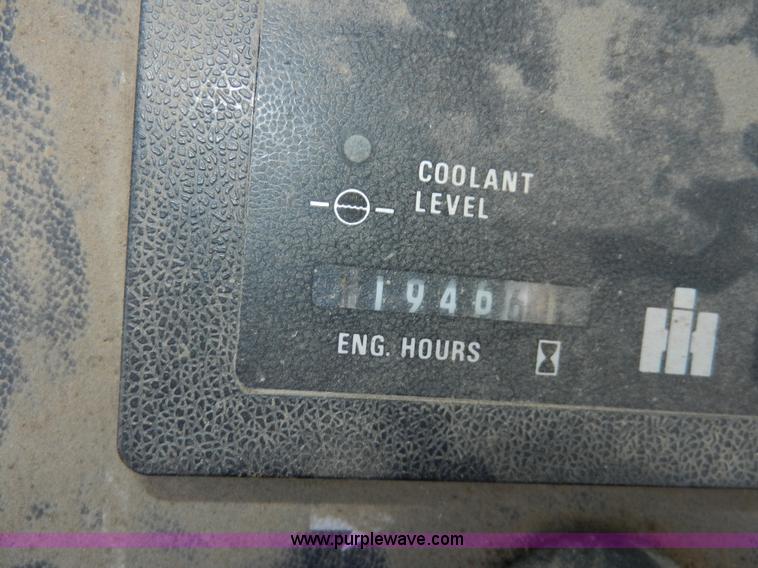 COOLANT
LEVEL
1946
ENG. HOURS
www.purplewave.com